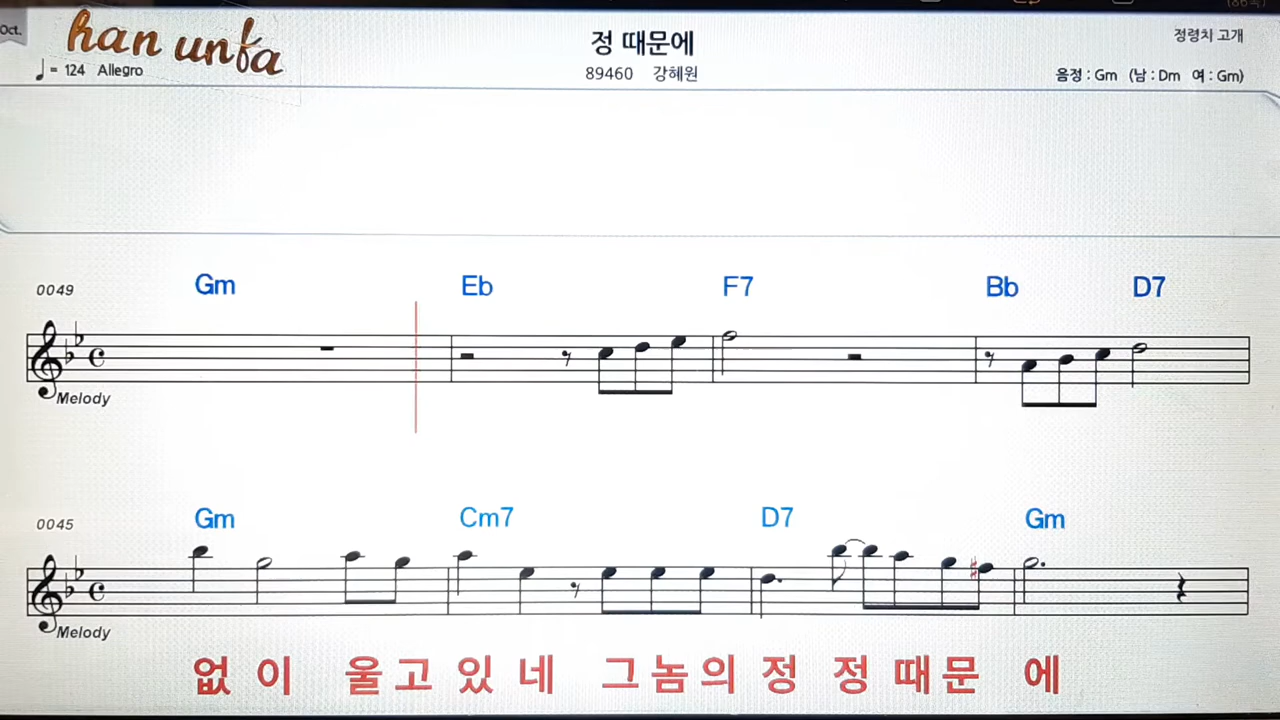 Oct.
han unfa
정 때문에
정령치 고개
♩= 124 Allegro
89460 강혜원
음정 : Gm (남 : Dm 여 : Gm)
0049
Gm Eb F7 Bb D7
Melody
0045
Gm Cm7 D7 Gm
Melody
없 이 울 고 있 네 그 놈 의 정 정 때 문 에